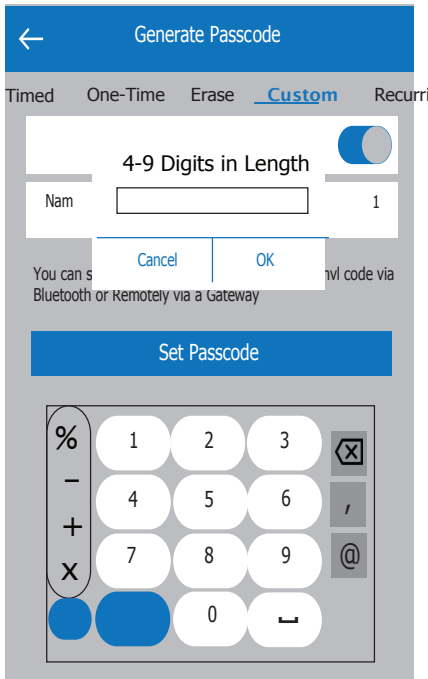 Generate Passcode
Timed One-Time Erase Custom Recurri
4-9 Digits in Length
Nam 1
Cancel OK
You can s nvl code via
Bluetooth or Remotely via a Gateway
Set Passcode
% 1 2 3
- 4 5 6 ,
+
x 7 8 9 @
0